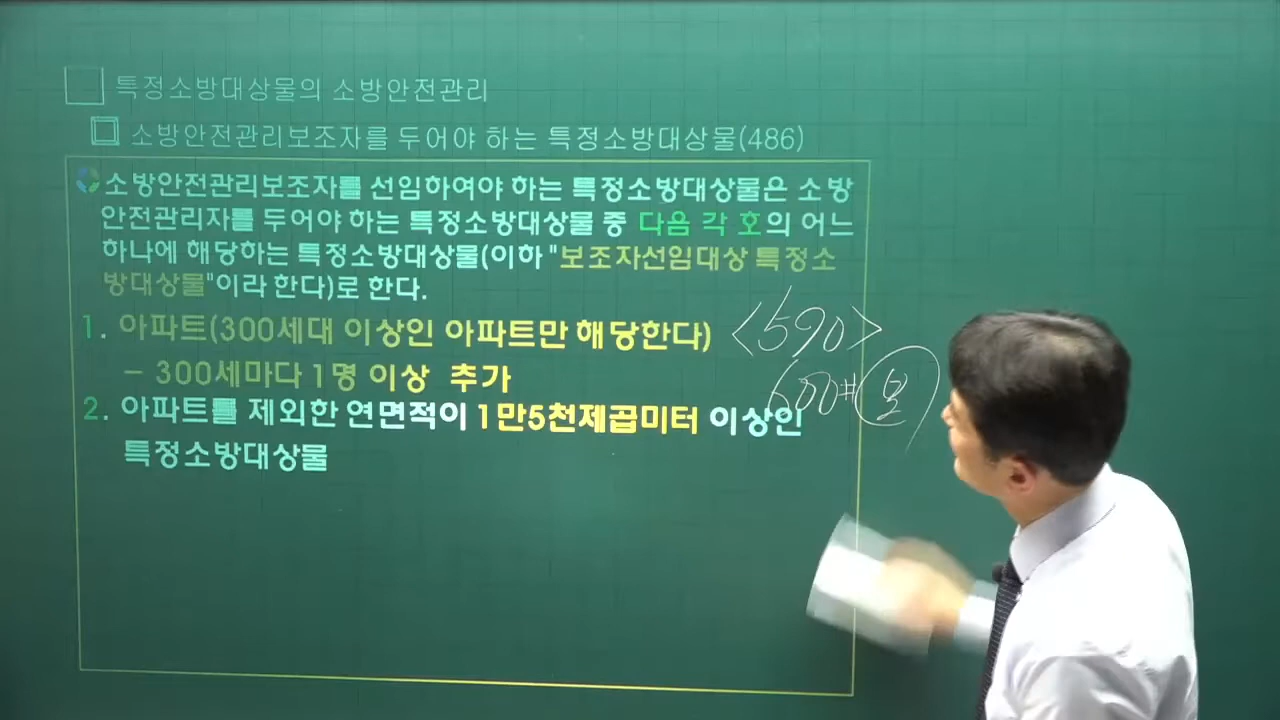 특정소방대상물의 소방안전관리
소방안전관리보조자를 두어야 하는 특정소방대상물(486)
소방안전관리보조자를 선임하여야 하는 특정소방대상물은 소방
안전관리자를 두어야 하는 특정소방대상물 중 다음 각 호의 어느
하나에 해당하는 특정소방대상물(이하 "보조자선임대상 특정소
방대상물"이라 한다)로 한다.
1. 아파트(300세대 이상인 아파트만 해당한다)
<590>
- 300세마다 1명 이상 추가
600세 보
2. 아파트를 제외한 연면적이 1만5천제곱미터 이상인
특정소방대상물